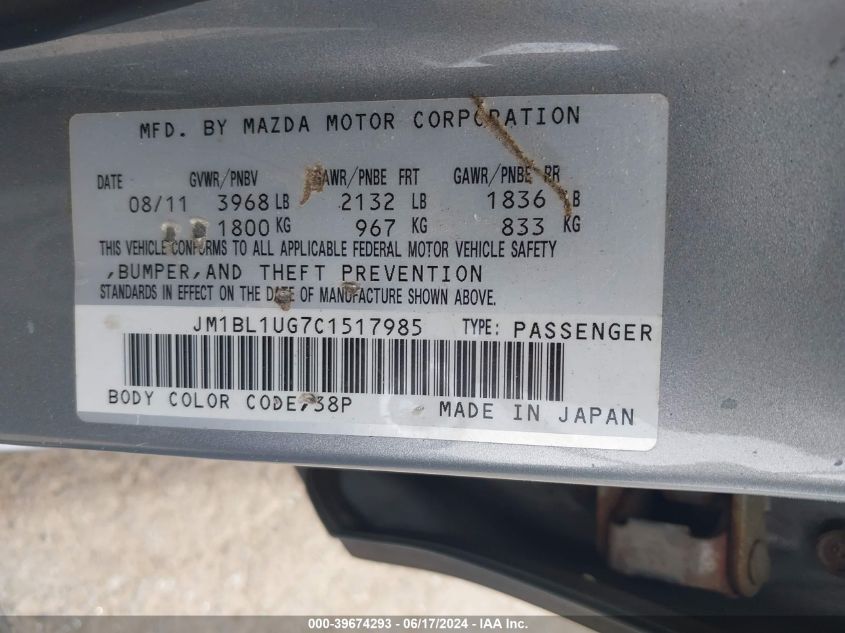 MFD. BY MAZDA MOTOR CORPORATION
DATE GVWR/PNBV GAWR/PNBE FRT GAWR/PNBE RR
08/11 3968 LB 2132 LB 1836 LB
1800 KG 967 KG 833 KG
THIS VEHICLE CONFORMS TO ALL APPLICABLE FEDERAL MOTOR VEHICLE SAFETY
,BUMPER,AND THEFT PREVENTION
STANDARDS IN EFFECT ON THE DATE OF MANUFACTURE SHOWN ABOVE.
JM1BL1UG7C1517985 TYPE: PASSENGER
BODY COLOR CODE,38P MADE IN JAPAN
000-39674293 - 06/17/2024 - IAA Inc.